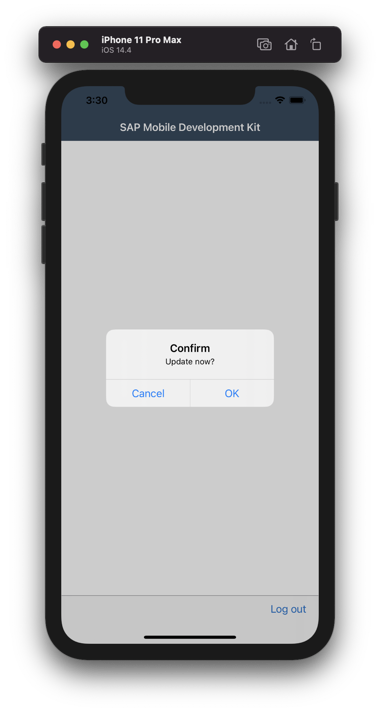 iPhone 11 Pro Max
iOS 14.4
3:30
SAP Mobile Development Kit
Confirm
Update now?
Cancel OK
Log out